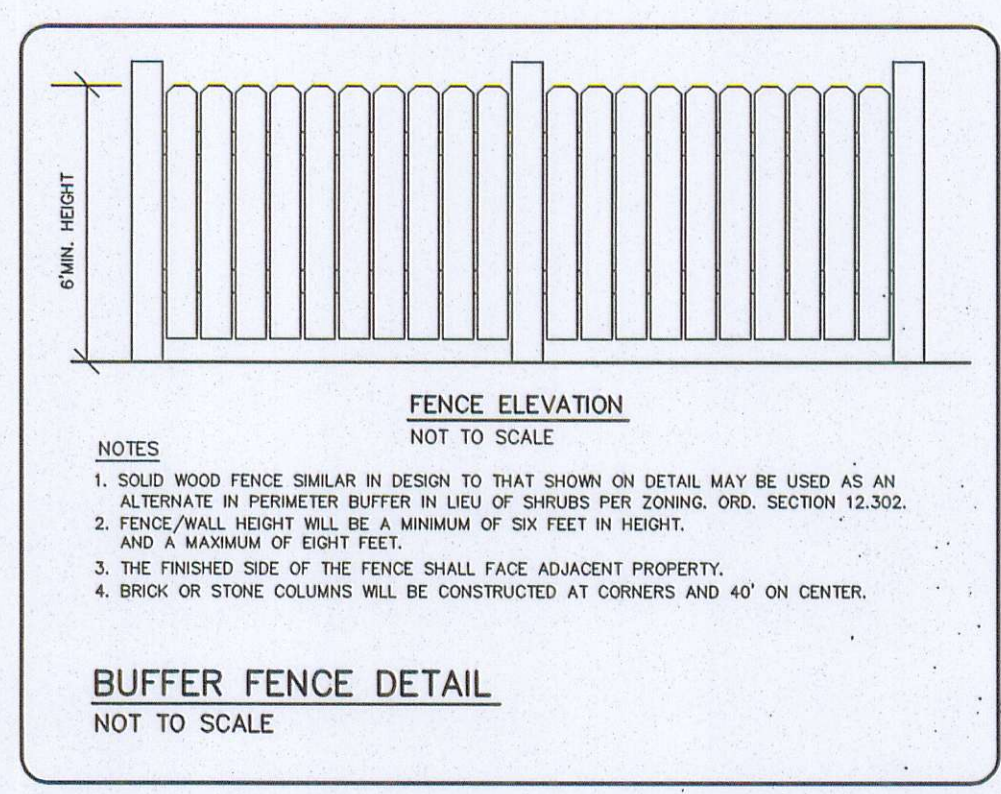 6'MIN. HEIGHT
FENCE ELEVATION
NOT TO SCALE
NOTES
1. SOLID WOOD FENCE SIMILAR IN DESIGN TO THAT SHOWN ON DETAIL MAY BE USED AS AN
ALTERNATE IN PERIMETER BUFFER IN LIEU OF SHRUBS PER ZONING. ORD. SECTION 12.302.
2. FENCE/WALL HEIGHT WILL BE A MINIMUM OF SIX FEET IN HEIGHT.
AND A MAXIMUM OF EIGHT FEET.
3. THE FINISHED SIDE OF THE FENCE SHALL FACE ADJACENT PROPERTY.
4. BRICK OR STONE COLUMNS WILL BE CONSTRUCTED AT CORNERS AND 40' ON CENTER.
BUFFER FENCE DETAIL
NOT TO SCALE